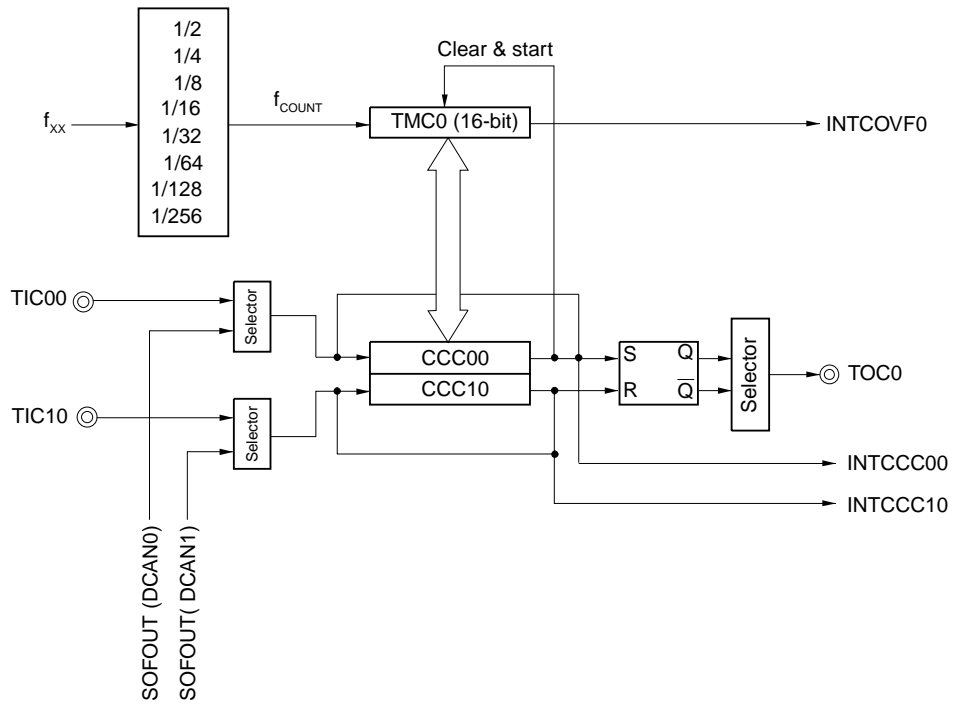 1/2
1/4
1/8
1/16
1/32
1/64
1/128
1/256
fXX
fCOUNT
Clear & start
TMC0 (16-bit)
INTCOVF0
TIC00
Selector
CCC00
CCC10
S Q
R Q
Selector
TOC0
TIC10
Selector
INTCCC00
INTCCC10
SOFOUT (DCAN0)
SOFOUT( DCAN1)